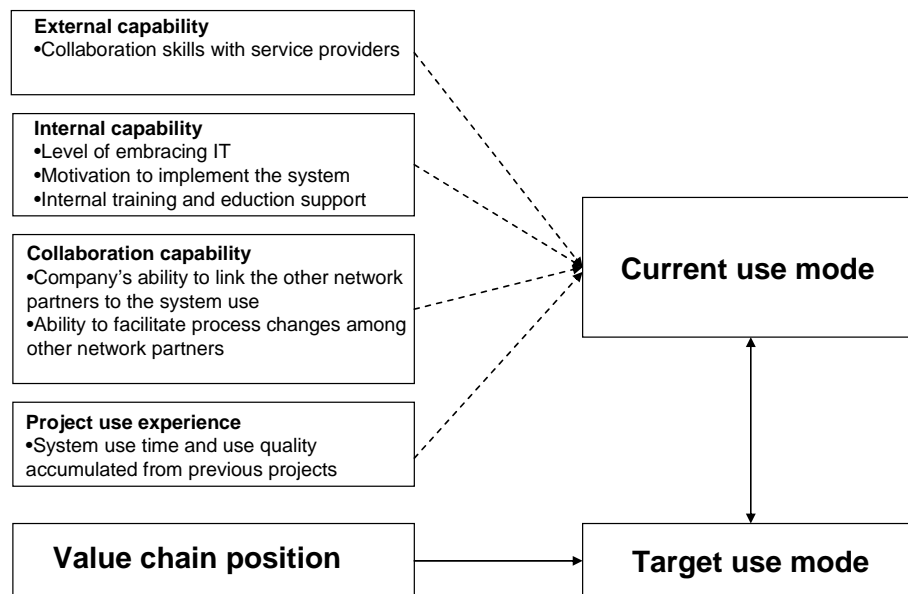 External capability
•Collaboration skills with service providers
Internal capability
•Level of embracing IT
•Motivation to implement the system
•Internal training and eduction support
Collaboration capability
•Company's ability to link the other network
partners to the system use
•Ability to facilitate process changes among
other network partners
Project use experience
•System use time and use quality
accumulated from previous projects
Current use mode
Value chain position
Target use mode